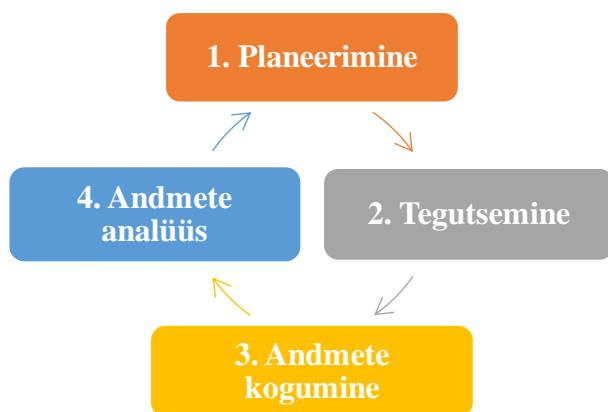 1. Planeerimine
2. Tegutsemine
3. Andmete
kogumine
4. Andmete
analüüs